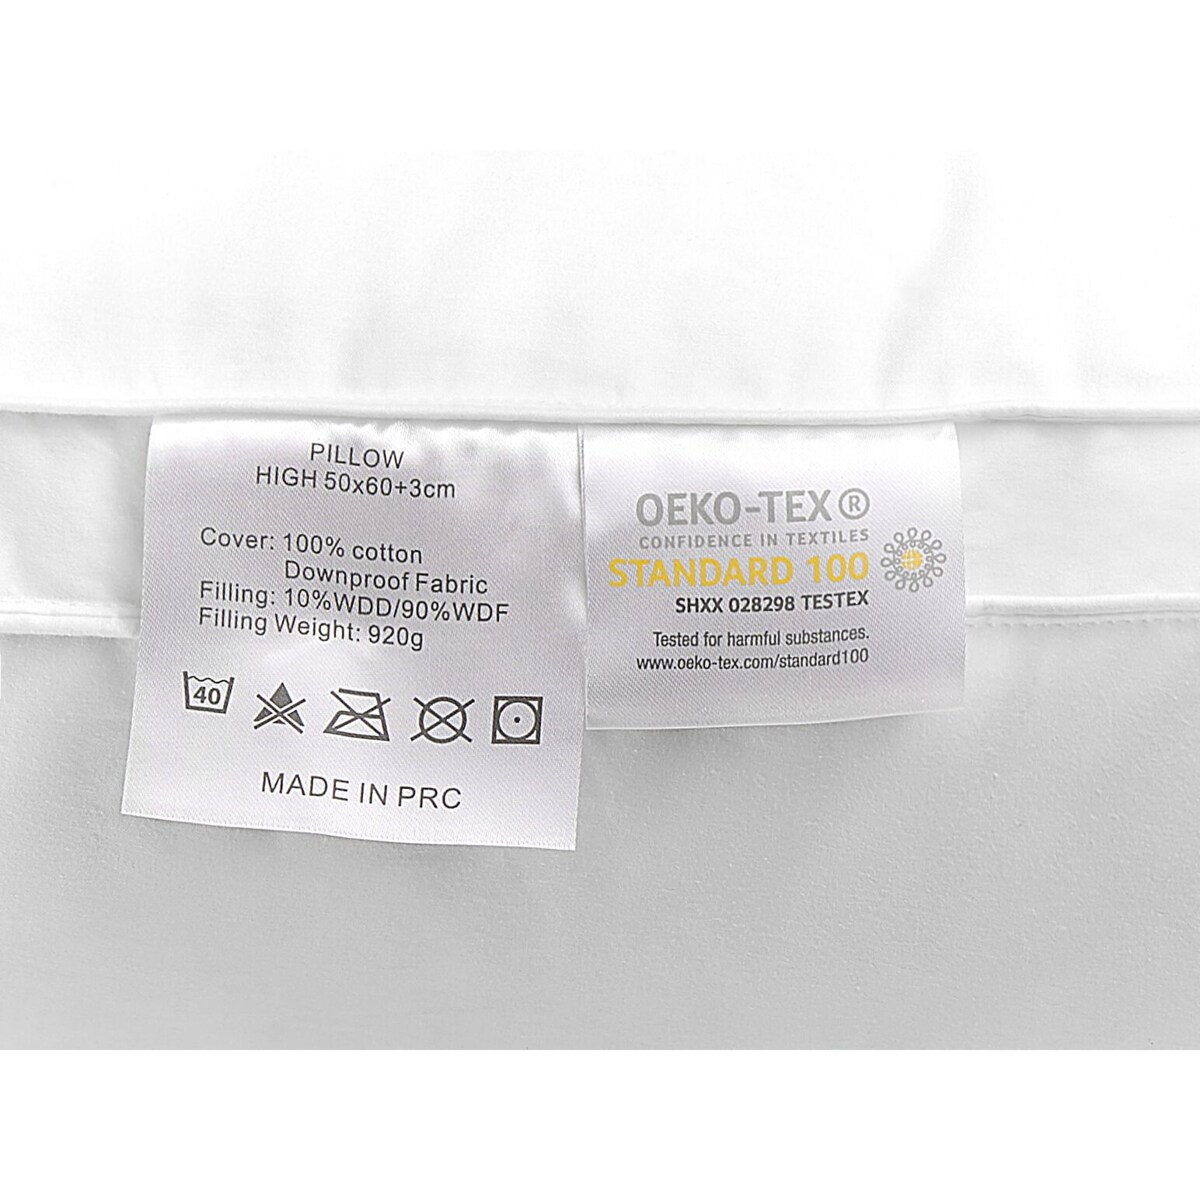 PILLOW
HIGH 50x60+3cm
Cover: 100% cotton
Downproof Fabric
Filling: 10%WDD/90%WDF
Filling Weight: 920g
40
MADE IN PRC
OEKO-TEX®
CONFIDENCE IN TEXTILES
STANDARD 100
SHXX 028298 TESTEX
Tested for harmful substances.
www.oeko-tex.com/standard100